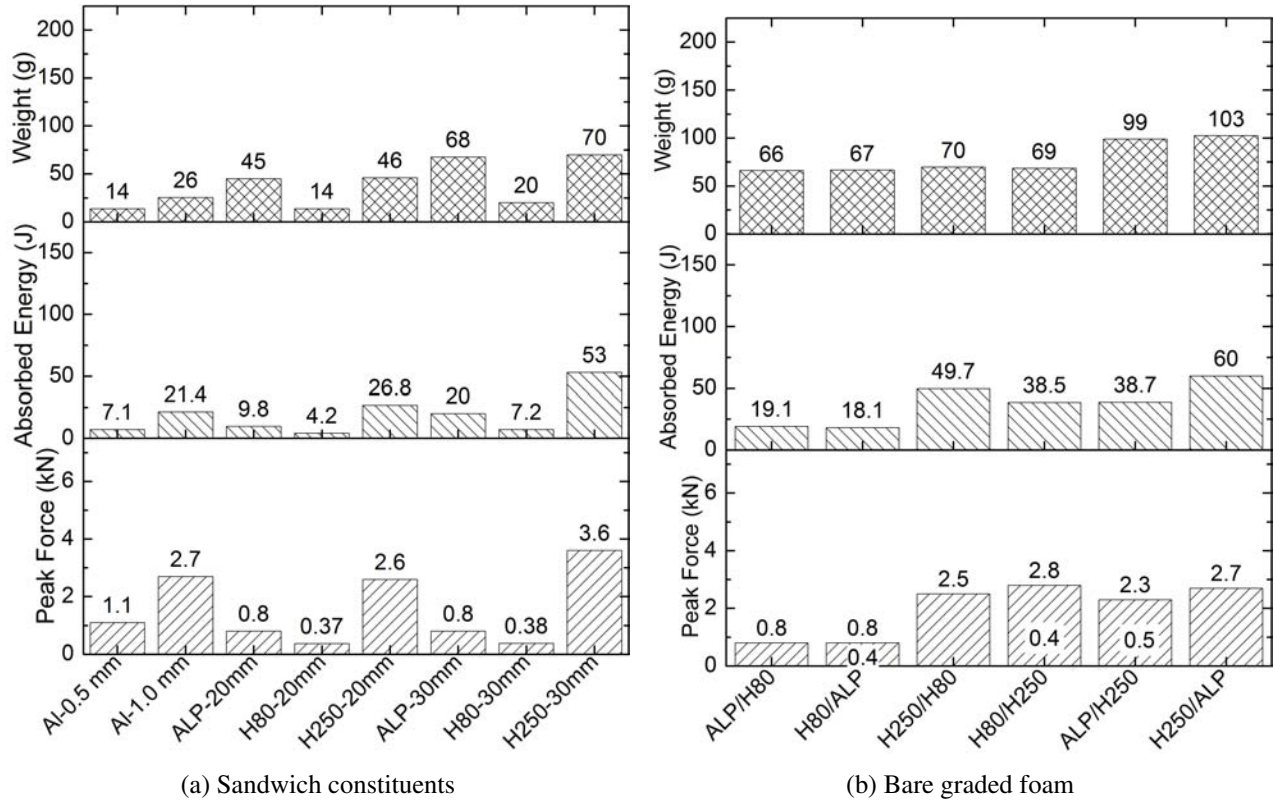 Weight (g)
200
150
100
50
0
14 26 45 14 46 68 20 70
Absorbed Energy (J)
150
100
50
0
7.1 21.4 9.8 4.2 26.8 20 7.2 53
Peak Force (kN)
6
4
2
0
1.1 2.7 0.8 0.37 2.6 0.8 0.38 3.6
Al-0.5 mm
Al-1.0 mm
ALP-20mm
H80-20mm
H250-20mm
ALP-30mm
H80-30mm
H250-30mm
(a) Sandwich constituents
Weight (g)
200
150
100
50
0
66 67 70 69 99 103
Absorbed Energy (J)
150
100
50
0
19.1 18.1 49.7 38.5 38.7 60
Peak Force (kN)
6
4
2
0
0.8 0.8 2.5 2.8 2.3 2.7
0.4 0.4 0.5
ALP/H80
H80/ALP
H250/H80
H80/H250
ALP/H250
H250/ALP
(b) Bare graded foam